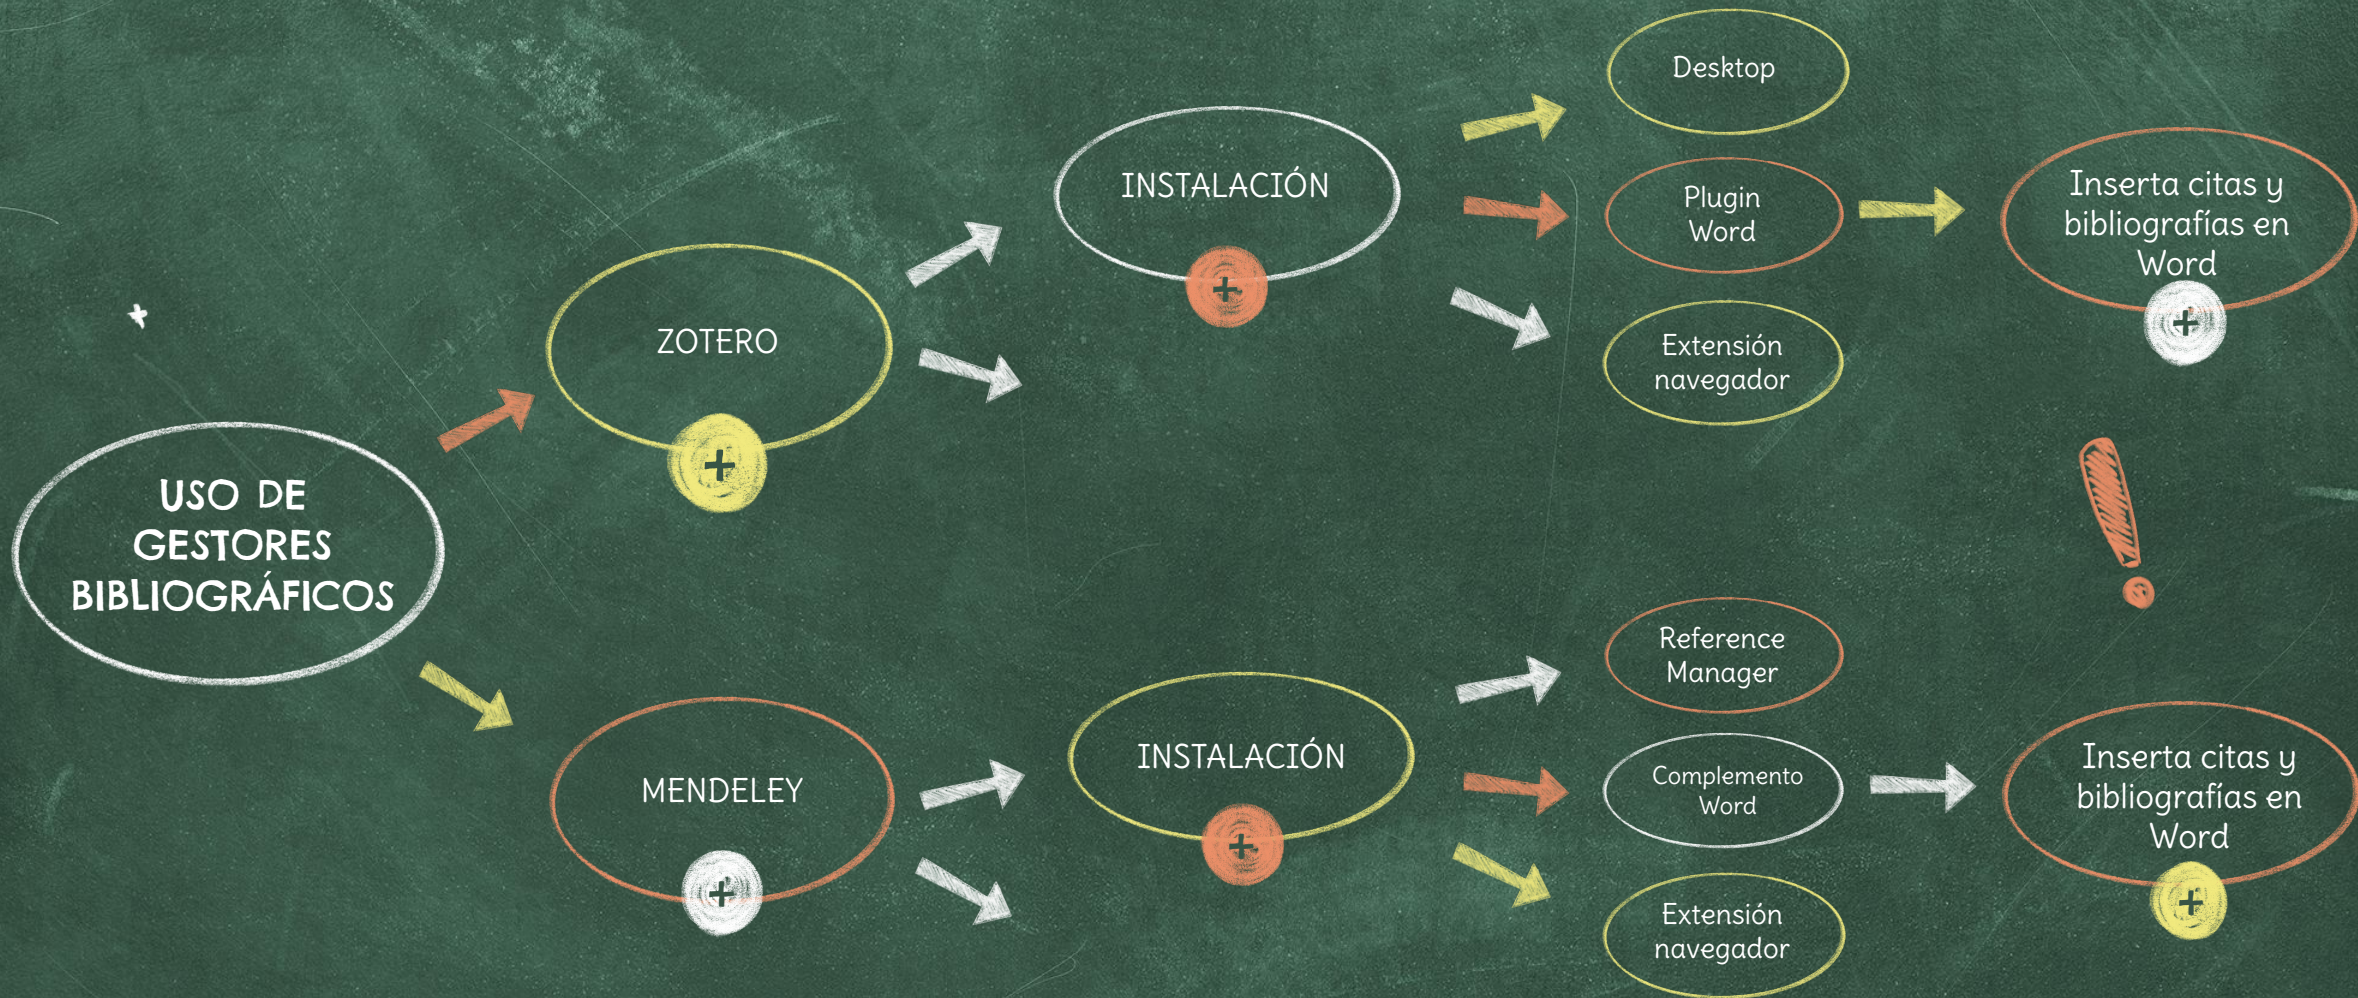 USO DE
GESTORES
BIBLIOGRÁFICOS
ZOTERO
+
INSTALACIÓN
+
Desktop
Plugin
Word
Extensión
navegador
Inserta citas y
bibliografías en
Word
+
MENDELEY
+
INSTALACIÓN
+
Reference
Manager
Complemento
Word
Extensión
navegador
Inserta citas y
bibliografías en
Word
+